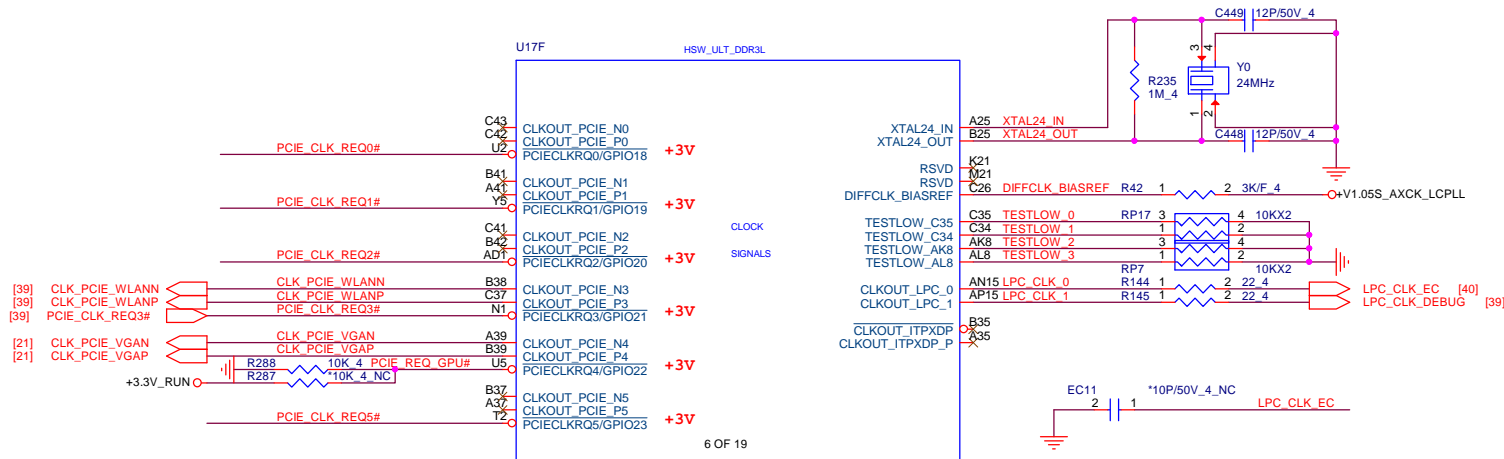 C449 12P/50V_4
U17F HSW_ULT_DDR3L
3 4
R235 Y0
1M_4 24MHz
1 2
C448 12P/50V_4
C43 CLKOUT_PCIE_N0
C42 CLKOUT_PCIE_P0
PCIE_CLK_REQ0# U2 PCIECLKRQ0/GPIO18 +3V
B41 CLKOUT_PCIE_N1
A41 CLKOUT_PCIE_P1
PCIE_CLK_REQ1# Y5 PCIECLKRQ1/GPIO19 +3V
C41 CLKOUT_PCIE_N2
B42 CLKOUT_PCIE_P2
PCIE_CLK_REQ2# AD1 PCIECLKRQ2/GPIO20 +3V
CLOCK
SIGNALS
[39] CLK_PCIE_WLANN CLK_PCIE_WLANN B38 CLKOUT_PCIE_N3
[39] CLK_PCIE_WLANP CLK_PCIE_WLANP C37 CLKOUT_PCIE_P3
[39] PCIE_CLK_REQ3# PCIE_CLK_REQ3# N1 PCIECLKRQ3/GPIO21 +3V
[21] CLK_PCIE_VGAN CLK_PCIE_VGAN A39 CLKOUT_PCIE_N4
[21] CLK_PCIE_VGAP CLK_PCIE_VGAP B39 CLKOUT_PCIE_P4
R288 10K_4 PCIE_REQ_GPU# U5 PCIECLKRQ4/GPIO22 +3V
+3.3V_RUN R287 *10K_4_NC
B37 CLKOUT_PCIE_N5
A37 CLKOUT_PCIE_P5
PCIE_CLK_REQ5# T2 PCIECLKRQ5/GPIO23 +3V
XTAL24_IN A25 XTAL24_IN
XTAL24_OUT B25 XTAL24_OUT
RSVD K21
RSVD M21
DIFFCLK_BIASREF C26 DIFFCLK_BIASREF R42 1 2 3K/F_4 +V1.05S_AXCK_LCPLL
TESTLOW_C35 C35 TESTLOW_0 RP17 3 4 10KX2
TESTLOW_C34 C34 TESTLOW_1 1 2
TESTLOW_AK8 AK8 TESTLOW_2 3 4
TESTLOW_AL8 AL8 TESTLOW_3 1 2
RP7 10KX2
CLKOUT_LPC_0 AN15 LPC_CLK_0 R144 1 2 22_4 LPC_CLK_EC [40]
CLKOUT_LPC_1 AP15 LPC_CLK_1 R145 1 2 22_4 LPC_CLK_DEBUG [39]
CLKOUT_ITPXDP B35
CLKOUT_ITPXDP_P A35
EC11 *10P/50V_4_NC
2 1 LPC_CLK_EC
6 OF 19